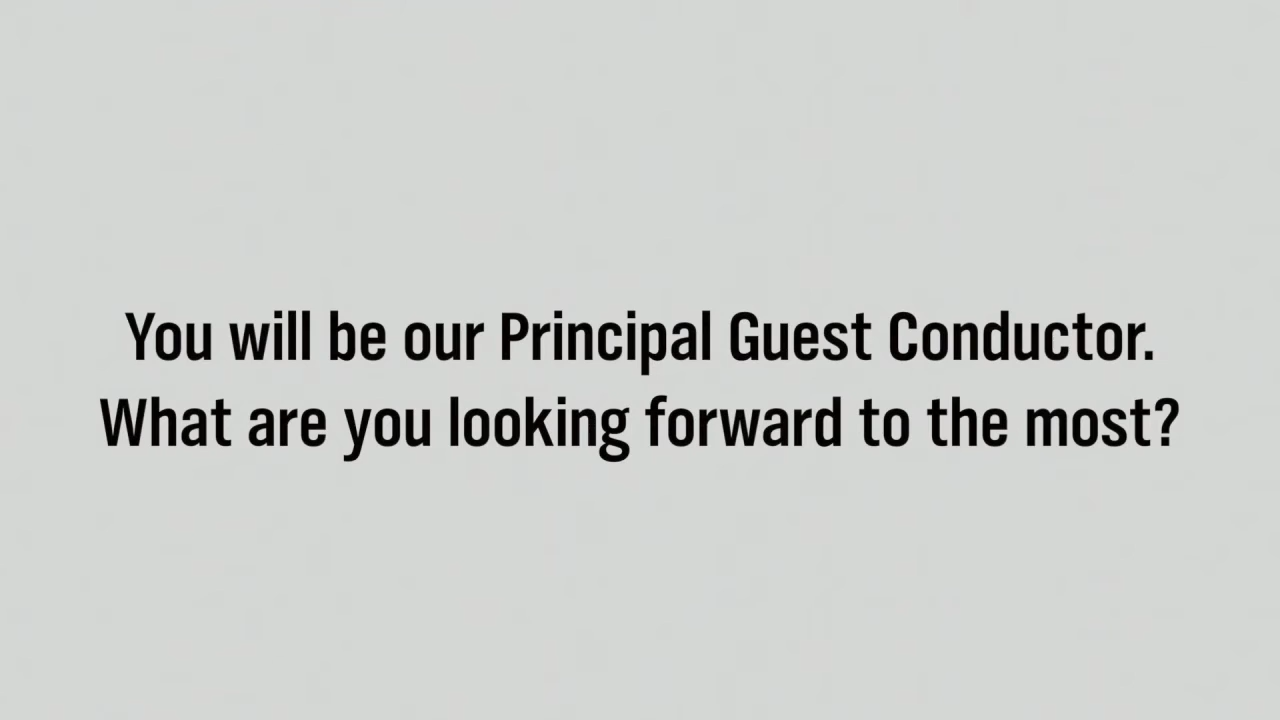 You will be our Principal Guest Conductor.
What are you looking forward to the most?